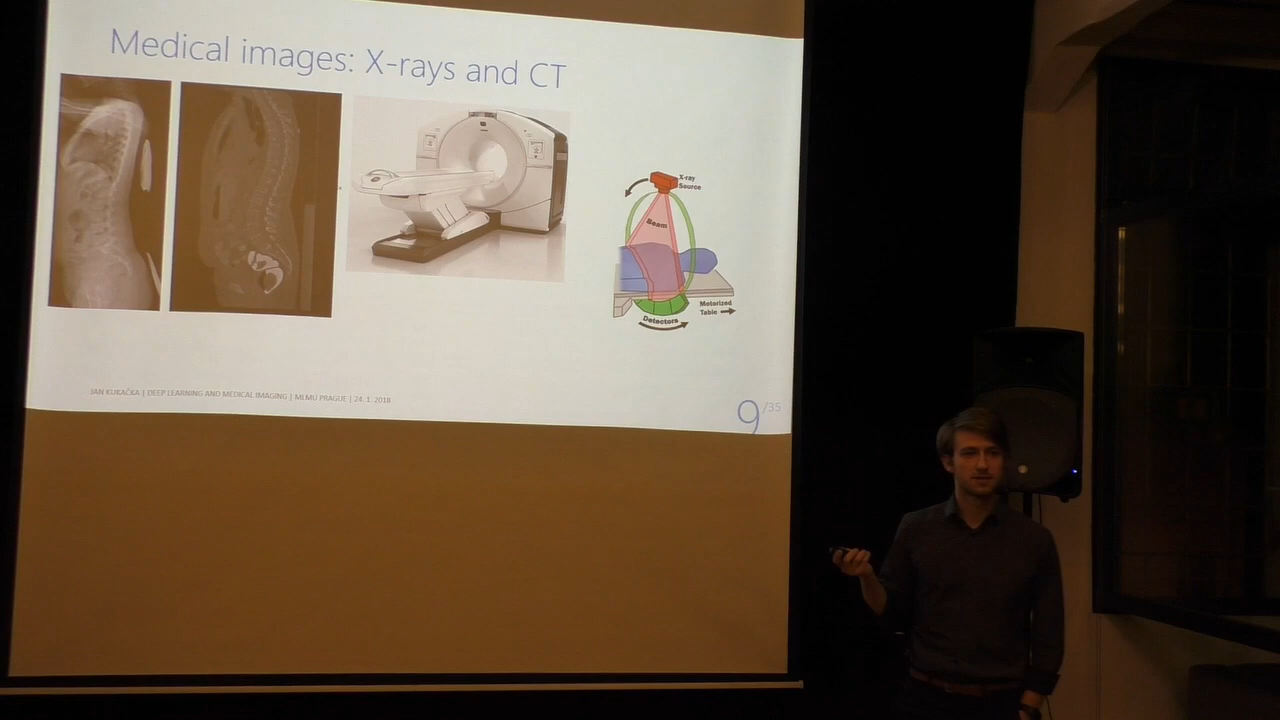 Medical images: X-rays and CT
X-ray
Source
Beam
Motorized
Table
Detectors
JAN KUKAČKA | DEEP LEARNING AND MEDICAL IMAGING | MLMU PRAGUE | 24. 1. 2018
9/35